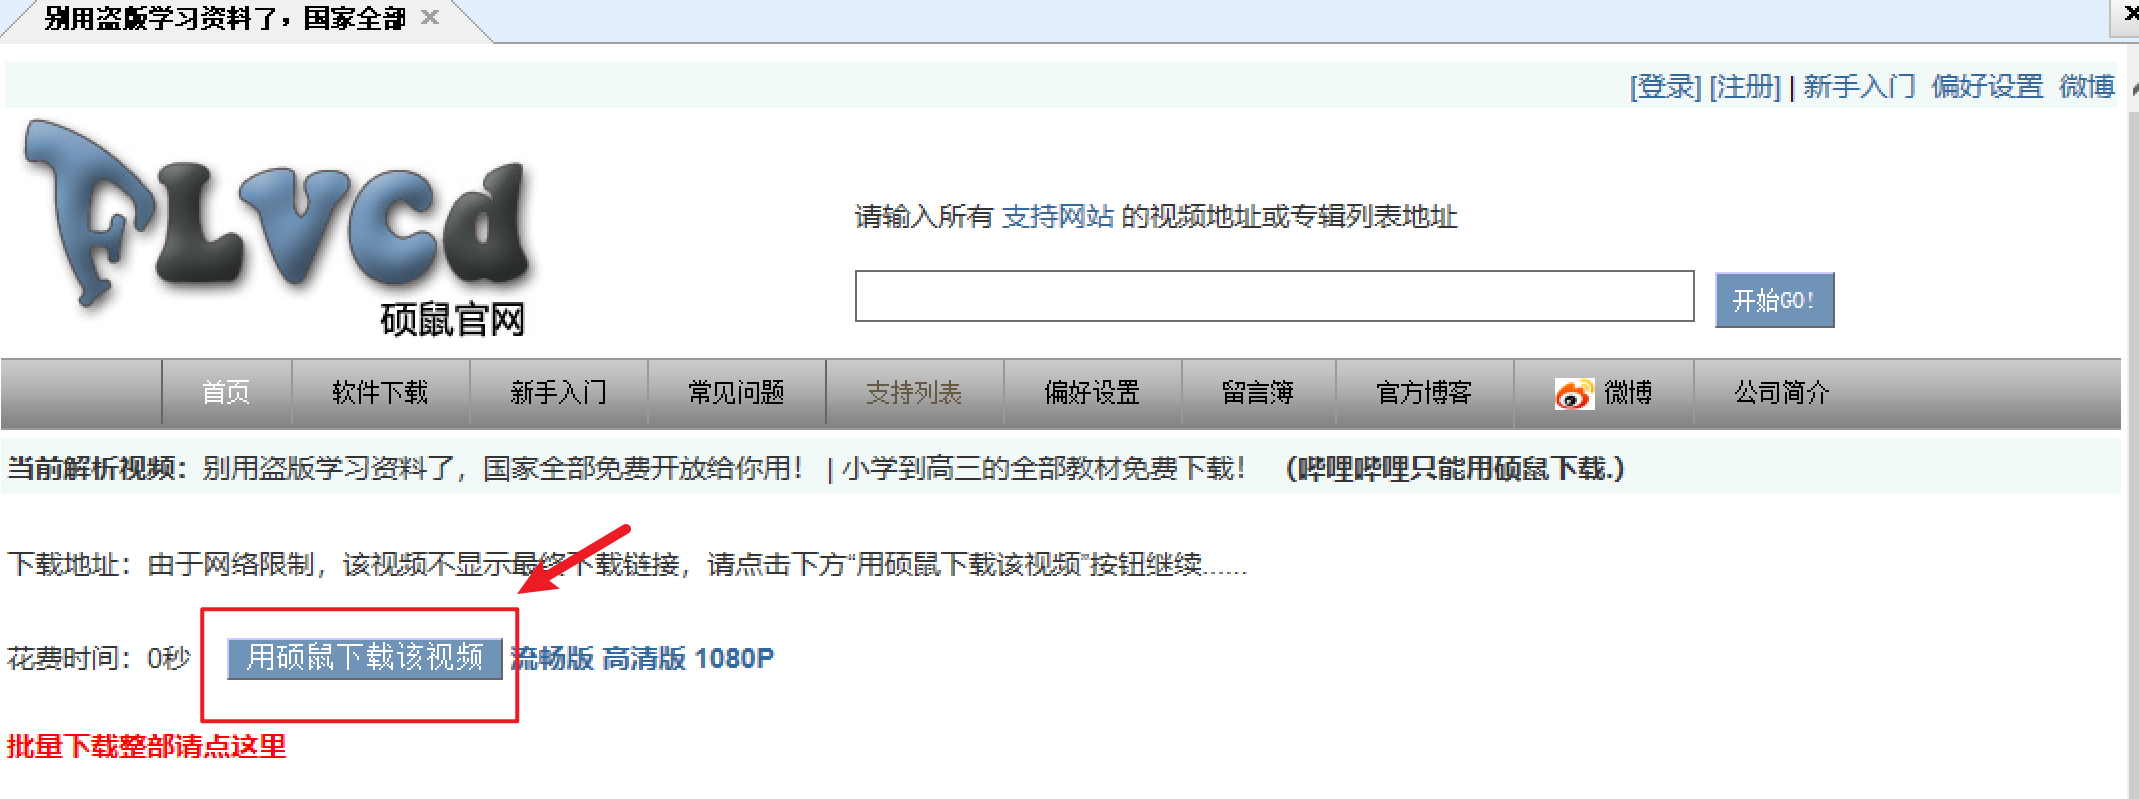 别用盗版学习资料了，国家全部
[登录] [注册] | 新手入门 偏好设置 微博
FLVCd
硕鼠官网
请输入所有 支持网站 的视频地址或专辑列表地址
开始GO!
首页 软件下载 新手入门 常见问题 支持列表 偏好设置 留言簿 官方博客 微博 公司简介
当前解析视频：别用盗版学习资料了，国家全部免费开放给你用！ | 小学到高三的全部教材免费下载！ （哔哩哔哩只能用硕鼠下载.）
下载地址：由于网络限制，该视频不显示最终下载链接，请点击下方“用硕鼠下载该视频”按钮继续......
花费时间：0秒 用硕鼠下载该视频 流畅版 高清版 1080P
批量下载整部请点这里